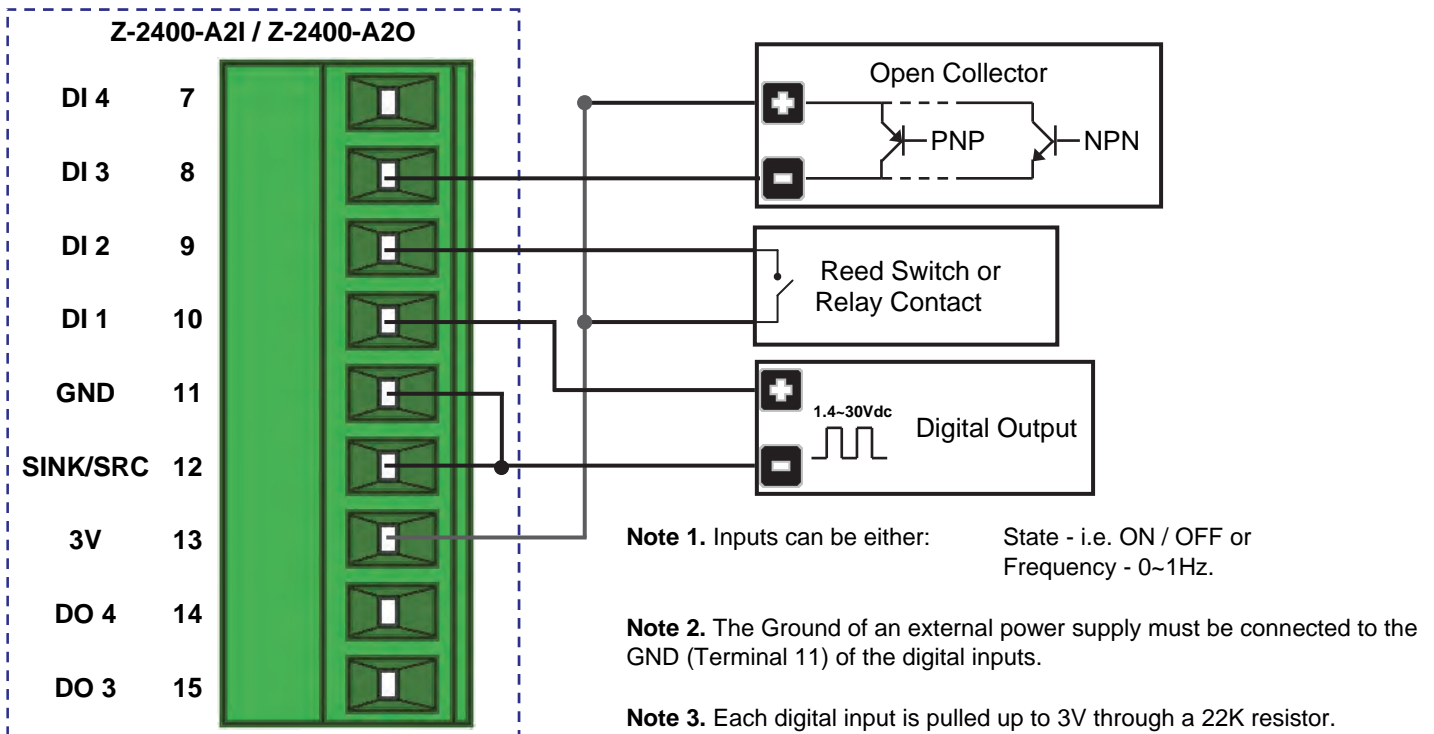 Z-2400-A2I / Z-2400-A2O
DI 4 7
DI 3 8
DI 2 9
DI 1 10
GND 11
SINK/SRC 12
3V 13
DO 4 14
DO 3 15
Open Collector
PNP
NPN
Reed Switch or
Relay Contact
1.4~30Vdc
Digital Output
Note 1. Inputs can be either: State - i.e. ON / OFF or
Frequency - 0~1Hz.
Note 2. The Ground of an external power supply must be connected to the
GND (Terminal 11) of the digital inputs.
Note 3. Each digital input is pulled up to 3V through a 22K resistor.